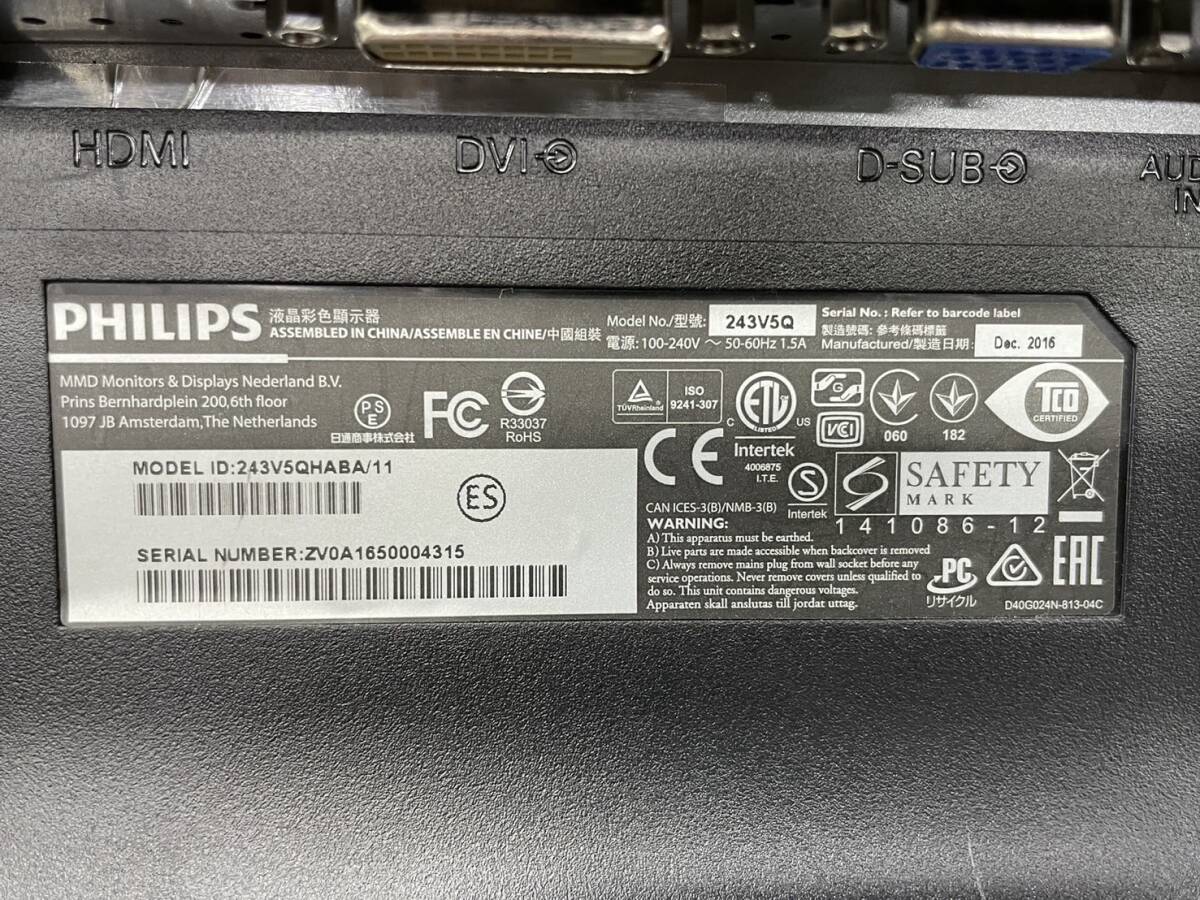 HDMI
DVI
D-SUB
AUD
IN
PHILIPS
液晶彩色顯示器
ASSEMBLED IN CHINA/ASSEMBLE EN CHINE/中國組裝
Model No./型號: 243V5Q
電源: 100-240V ～ 50-60Hz 1.5A
Serial No. : Refer to barcode label
製造號碼: 參考條碼標籤
Manufactured/製造日期: Dec. 2016
MMD Monitors & Displays Nederland B.V.
Prins Bernhardplein 200,6th floor
1097 JB Amsterdam,The Netherlands
PS
E
日通商事株式会社
FC
R33037
RoHS
TÜVRheinland
ISO
9241-307
ETL
LISTED
C US
Intertek
4006875
I.T.E.
G
VCCI
060
182
TCO
CERTIFIED
MODEL ID:243V5QHABA/11
ES
SERIAL NUMBER:ZV0A1650004315
CE
S
Intertek
SAFETY
MARK
141086-12
CAN ICES-3(B)/NMB-3(B)
WARNING:
A) This apparatus must be earthed.
B) Live parts are made accessible when backcover is removed
C) Always remove mains plug from wall socket before any
service operations. Never remove covers unless qualified to
do so. This unit contains dangerous voltages.
Apparaten skall anslutas till jordat uttag.
PC
リサイクル
EAC
D40G024N-813-04C